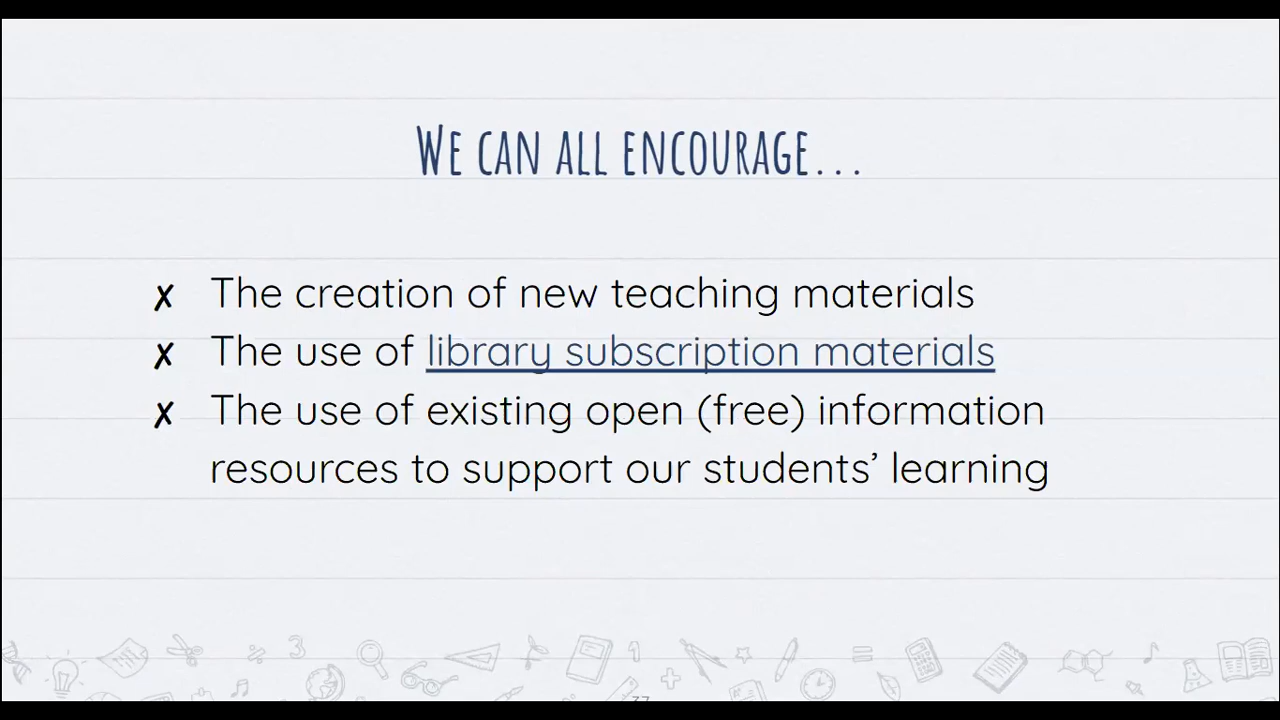 We can all encourage...
✗ The creation of new teaching materials
✗ The use of library subscription materials
✗ The use of existing open (free) information
resources to support our students’ learning